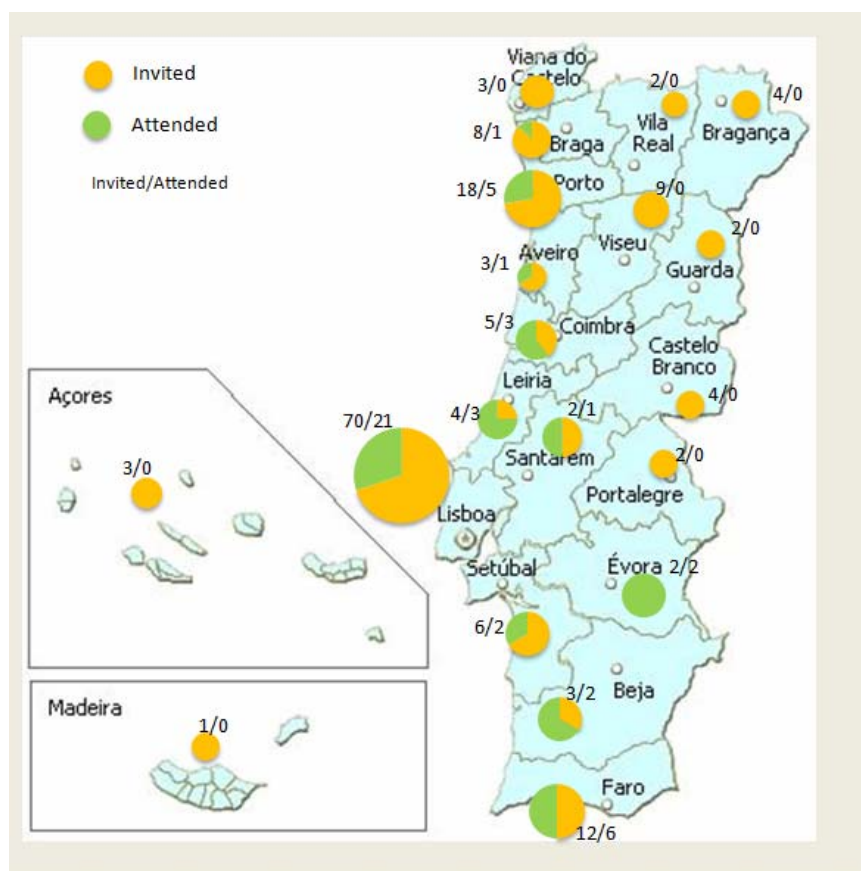 Invited
Attended
Invited/Attended
Viana do
Castelo
3/0
2/0
4/0
Vila
Real
Bragança
8/1
Braga
Porto
18/5
9/0
2/0
Viseu
Aveiro
Guarda
3/1
5/3
Coimbra
Castelo
Branco
Leiria
4/0
4/3
2/1
70/21
Santarém
2/0
Portalegre
Lisboa
Açores
3/0
Setúbal
Évora 2/2
6/2
3/2
Beja
Madeira
1/0
Faro
12/6